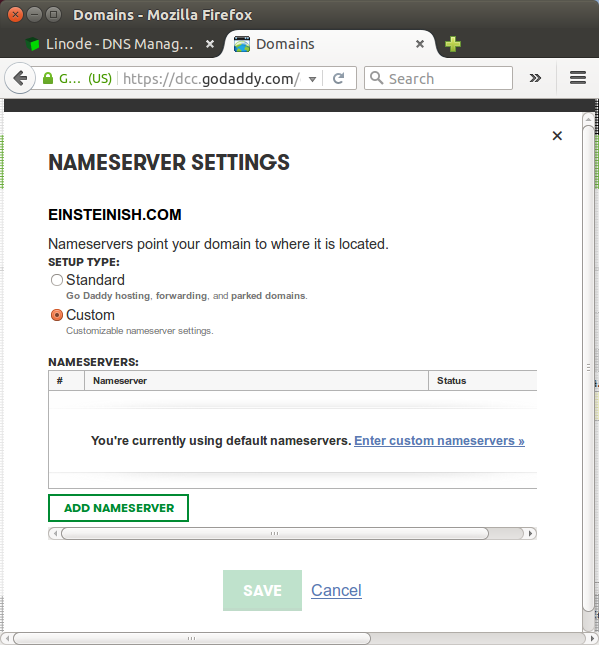 Domains - Mozilla Firefox
Linode - DNS Manag...
Domains
G... (US)
https://dcc.godaddy.com/
Search
NAMESERVER SETTINGS
EINSTEINISH.COM
Nameservers point your domain to where it is located.
SETUP TYPE:
Standard
Go Daddy hosting, forwarding, and parked domains.
Custom
Customizable nameserver settings.
NAMESERVERS:
# Nameserver Status
You're currently using default nameservers. Enter custom nameservers »
ADD NAMESERVER
SAVE Cancel